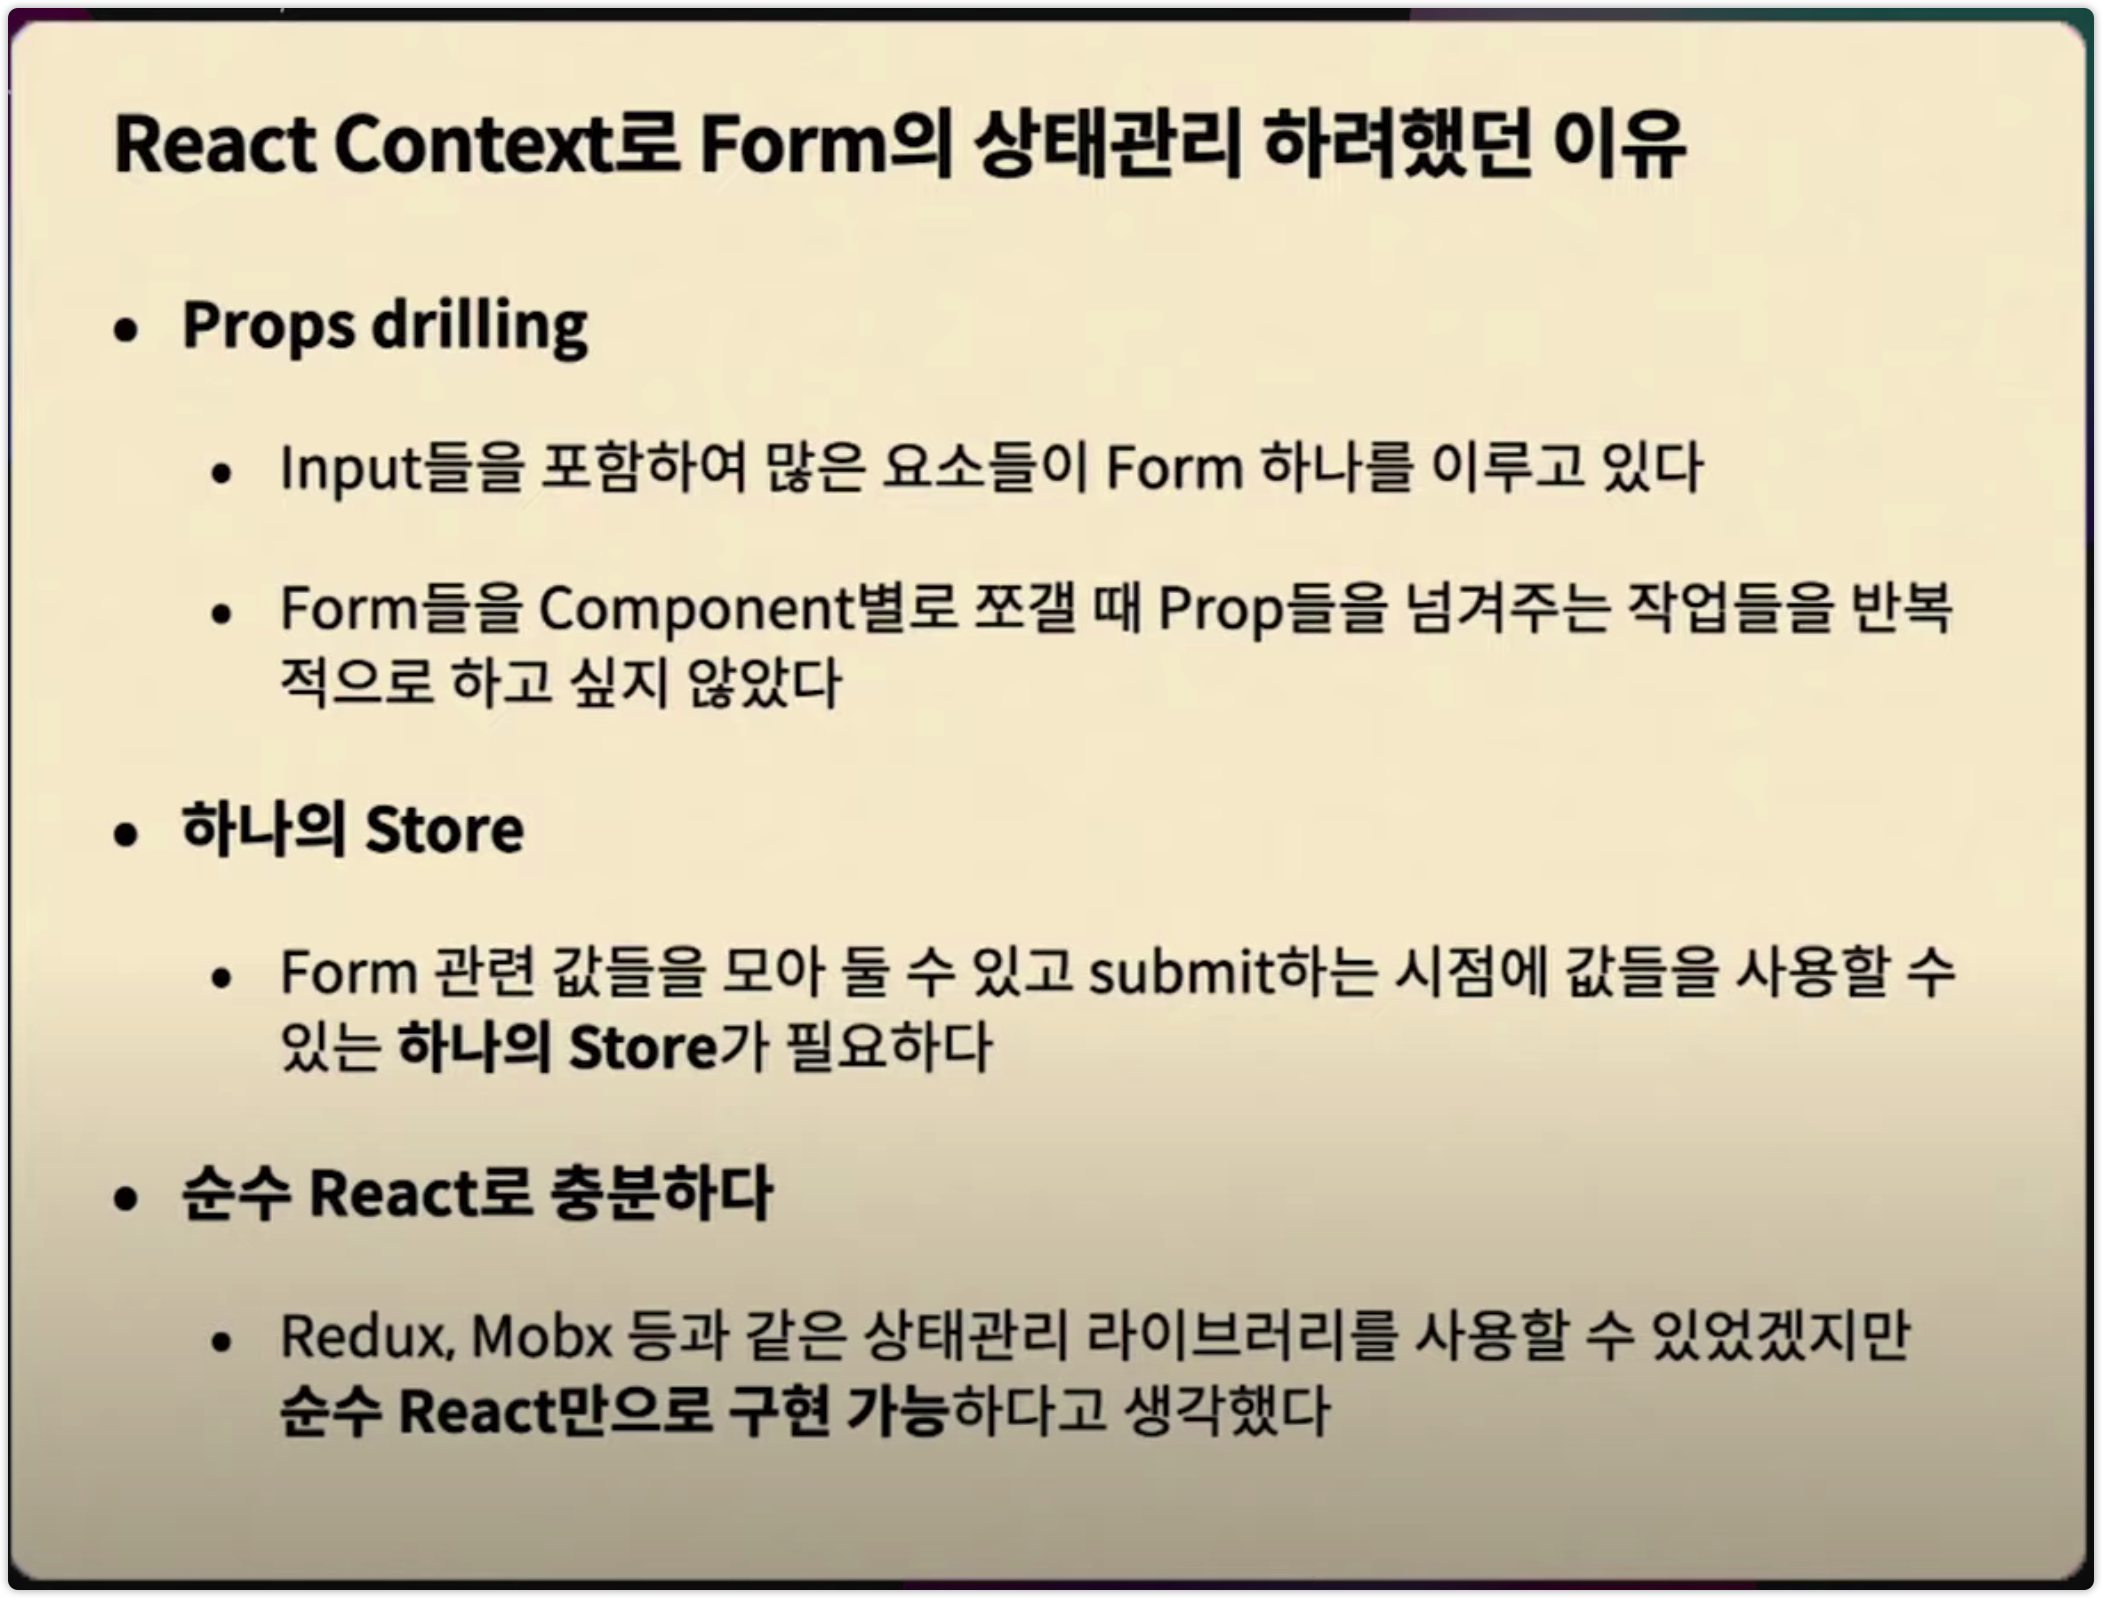 React Context로 Form의 상태관리 하려했던 이유
• Props drilling
• Input들을 포함하여 많은 요소들이 Form 하나를 이루고 있다
• Form들을 Component별로 쪼갤 때 Prop들을 넘겨주는 작업들을 반복
적으로 하고 싶지 않았다
• 하나의 Store
• Form 관련 값들을 모아 둘 수 있고 submit하는 시점에 값들을 사용할 수
있는 하나의 Store가 필요하다
• 순수 React로 충분하다
• Redux, Mobx 등과 같은 상태관리 라이브러리를 사용할 수 있었겠지만
순수 React만으로 구현 가능하다고 생각했다